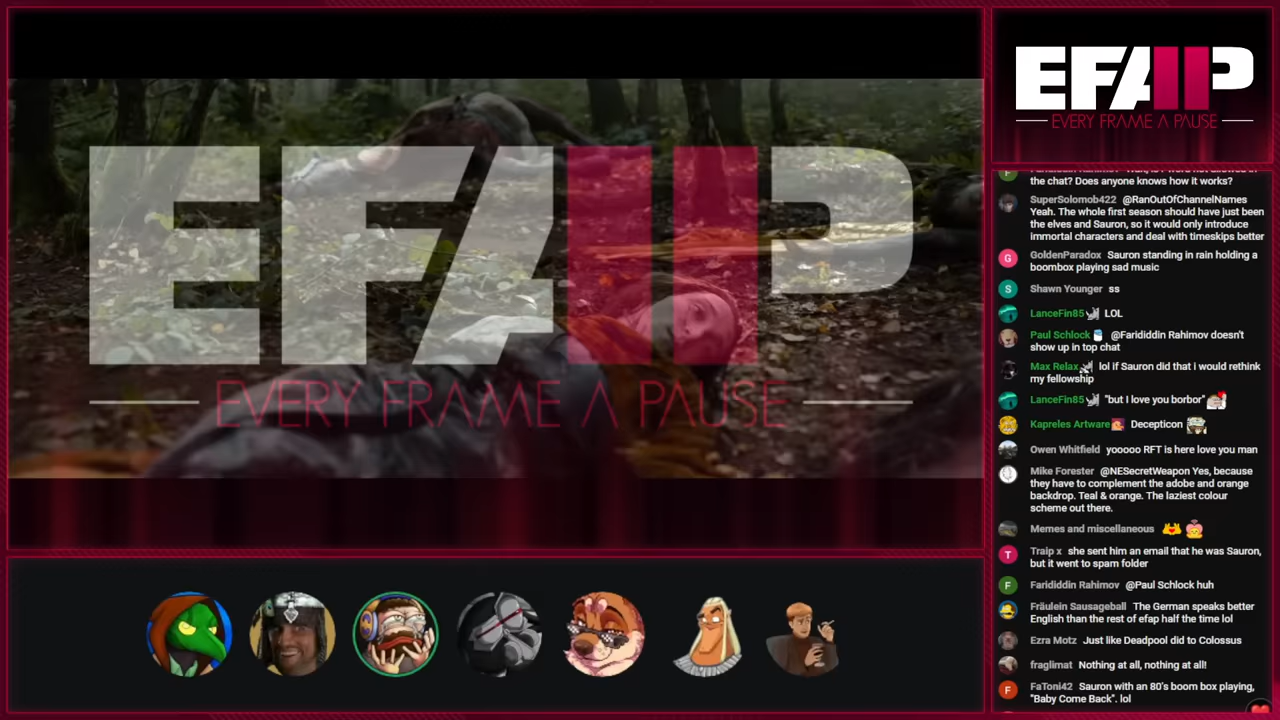 EFAP
EVERY FRAME A PAUSE
EFAP
EVERY FRAME A PAUSE
the chat? Does anyone knows how it works?
SuperSolomob422 @RanOutOfChannelNames
Yeah. The whole first season should have just been
the elves and Sauron, so it would only introduce
immortal characters and deal with timeskips better
G GoldenParadox Sauron standing in rain holding a
boombox playing sad music
S Shawn Younger ss
LanceFin85 LOL
Paul Schlock @Farididdin Rahimov doesn't
show up in top chat
Max Relax lol if Sauron did that i would rethink
my fellowship
LanceFin85 "but I love you borbor"
Kapreles Artware Decepticon
Owen Whitfield yooooo RFT is here love you man
Mike Forester @NESecretWeapon Yes, because
they have to complement the adobe and orange
backdrop. Teal & orange. The laziest colour
scheme out there.
Memes and miscellaneous
T Traip x she sent him an email that he was Sauron,
but it went to spam folder
F Farididdin Rahimov @Paul Schlock huh
Fräulein Sausageball The German speaks better
English than the rest of efap half the time lol
Ezra Motz Just like Deadpool did to Colossus
fraglimat Nothing at all, nothing at all!
F FaToni42 Sauron with an 80's boom box playing,
"Baby Come Back". lol